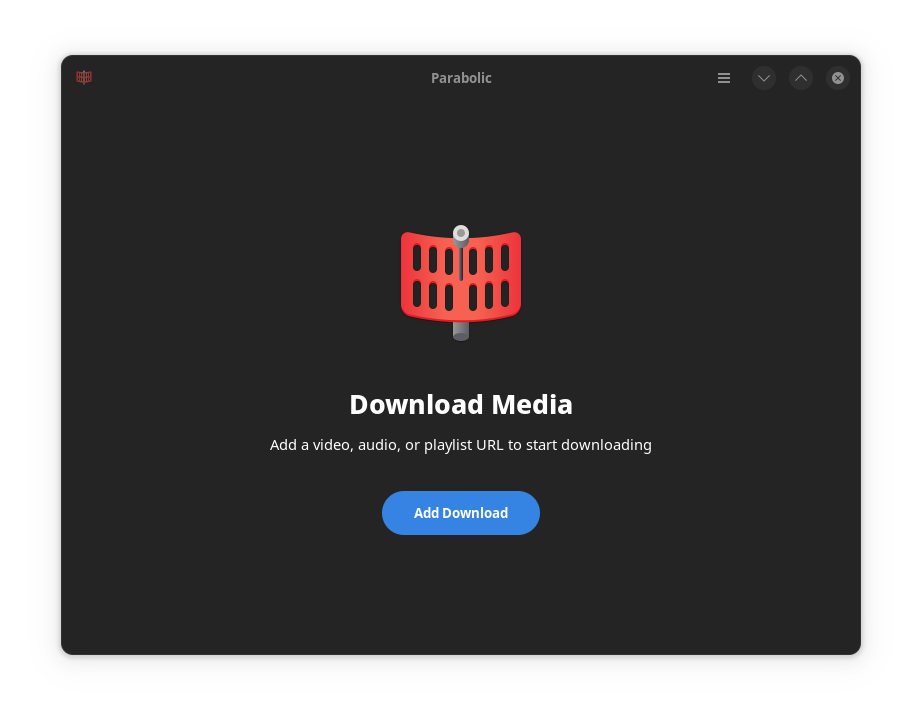 Parabolic
Download Media
Add a video, audio, or playlist URL to start downloading
Add Download